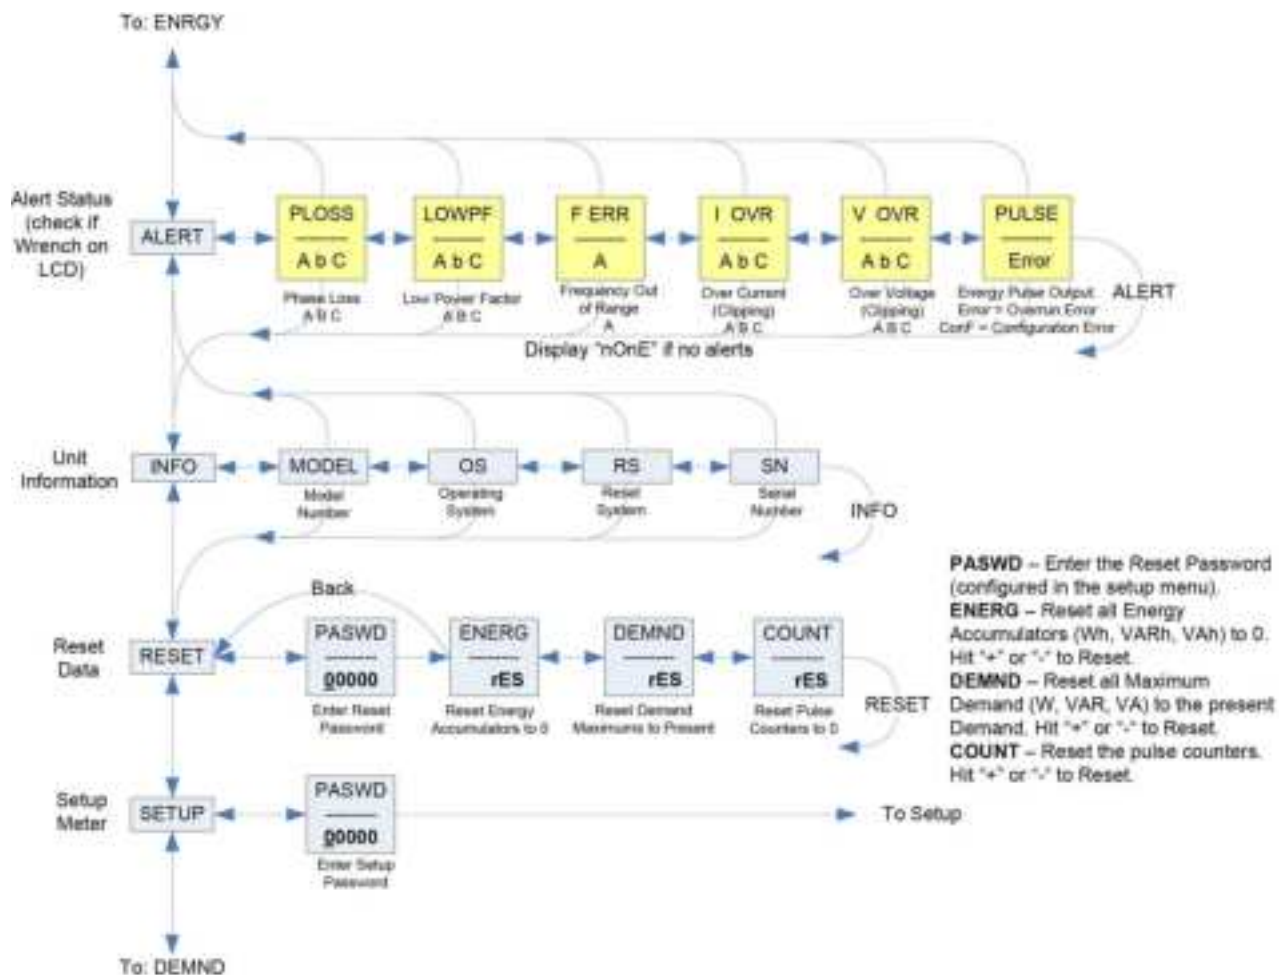 To: ENRGY
Alert Status
(check if
Wrench on
LCD)
ALERT
PLOSS
A b C
Phase Loss
A B C
LOWPF
A b C
Low Power Factor
A B C
F ERR
A
Frequency Out
of Range
A
I OVR
A b C
Over Current
(Clipping)
A B C
V OVR
A b C
Over Voltage
(Clipping)
A B C
PULSE
Error
Energy Pulse Output
Error = Overrun Error
ConF = Configuration Error
ALERT
Display "nOnE" if no alerts
Unit
Information
INFO
MODEL
Model
Number
OS
Operating
System
RS
Reset
System
SN
Serial
Number
INFO
Back
Reset
Data
RESET
PASWD
00000
Enter Reset
Password
ENERG
rES
Reset Energy
Accumulators to 0
DEMND
rES
Reset Demand
Maximums to Present
COUNT
rES
Reset Pulse
Counters to 0
RESET
PASWD – Enter the Reset Password
(configured in the setup menu).
ENERG – Reset all Energy
Accumulators (Wh, VARh, VAh) to 0.
Hit "+" or "-" to Reset.
DEMND – Reset all Maximum
Demand (W, VAR, VA) to the present
Demand. Hit "+" or "-" to Reset.
COUNT – Reset the pulse counters.
Hit "+" or "-" to Reset.
Setup
Meter
SETUP
PASWD
00000
Enter Setup
Password
To Setup
To: DEMND